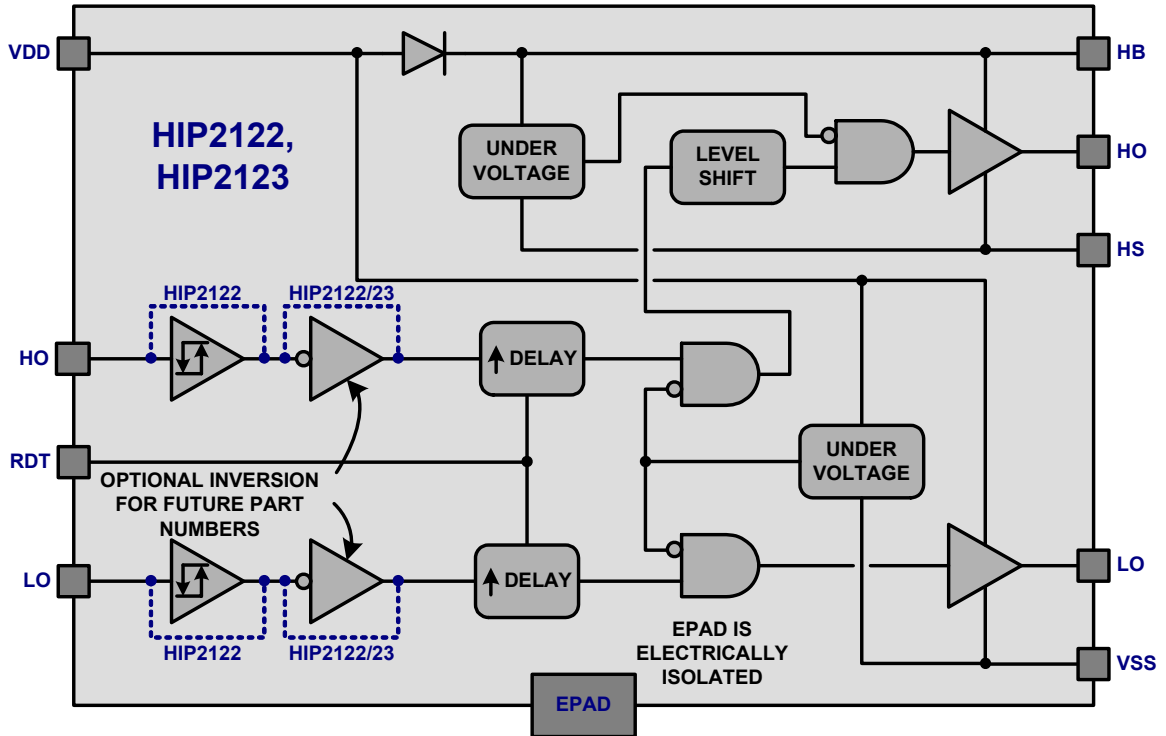 VDD
HB
HIP2122,
HIP2123
UNDER
VOLTAGE
LEVEL
SHIFT
HO
HS
HIP2122
HIP2122/23
HO
DELAY
RDT
OPTIONAL INVERSION
FOR FUTURE PART
NUMBERS
UNDER
VOLTAGE
LO
DELAY
LO
HIP2122
HIP2122/23
EPAD IS
ELECTRICALLY
ISOLATED
VSS
EPAD